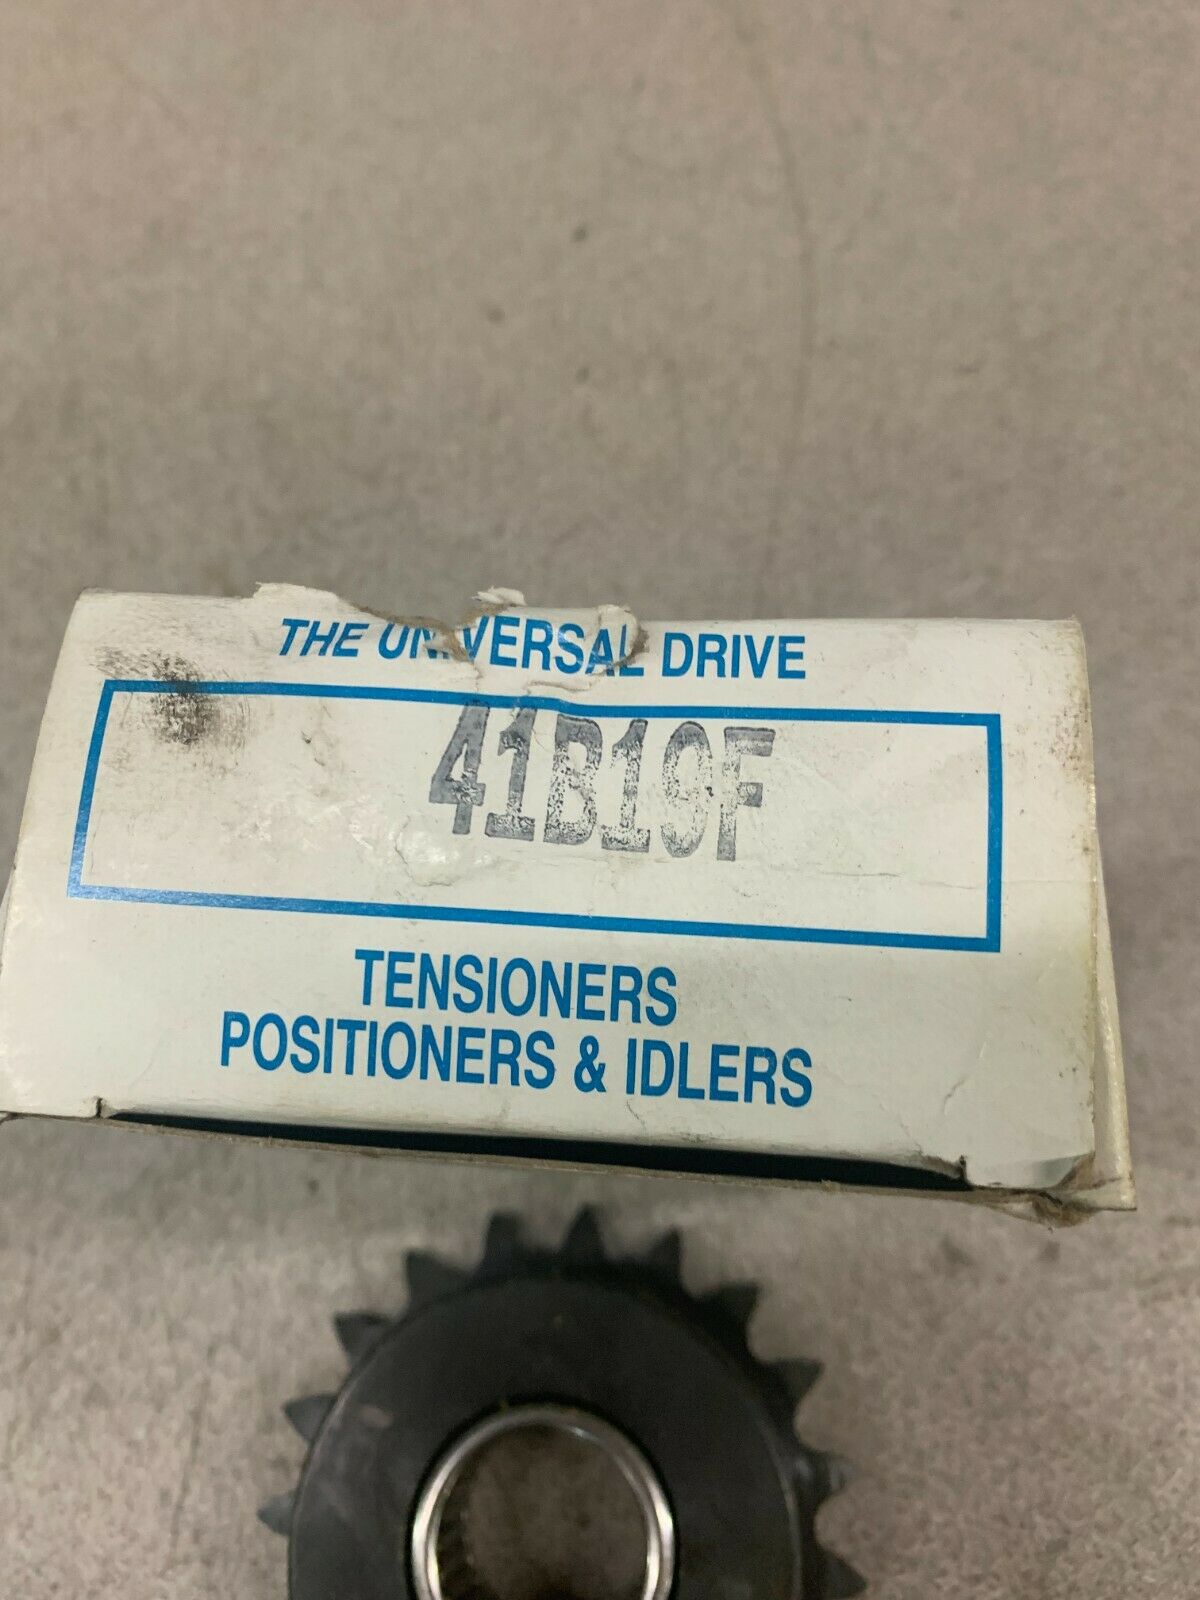 THE UNIVERSAL DRIVE
41B19F
TENSIONERS
POSITIONERS & IDLERS